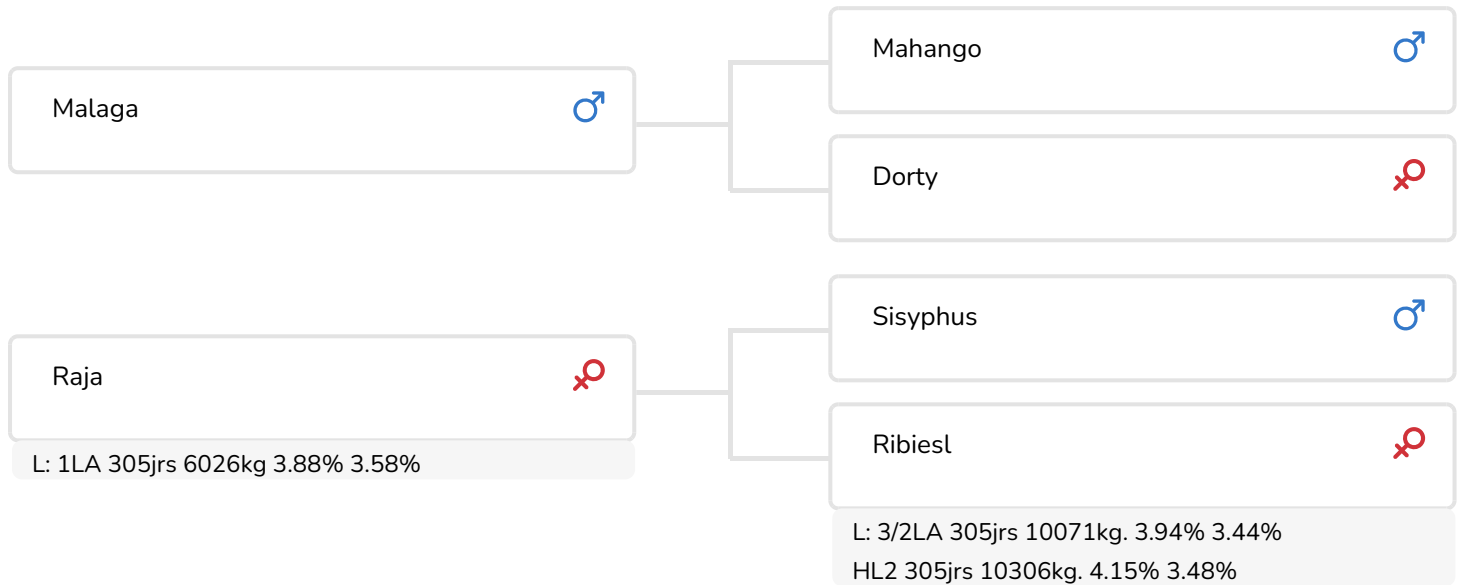 Malaga
Mahango
Dorty
Raja
L: 1LA 305jrs 6026kg 3.88% 3.58%
Sisyphus
Ribiesl
L: 3/2LA 305jrs 10071kg. 3.94% 3.44%
HL2 305jrs 10306kg. 4.15% 3.48%